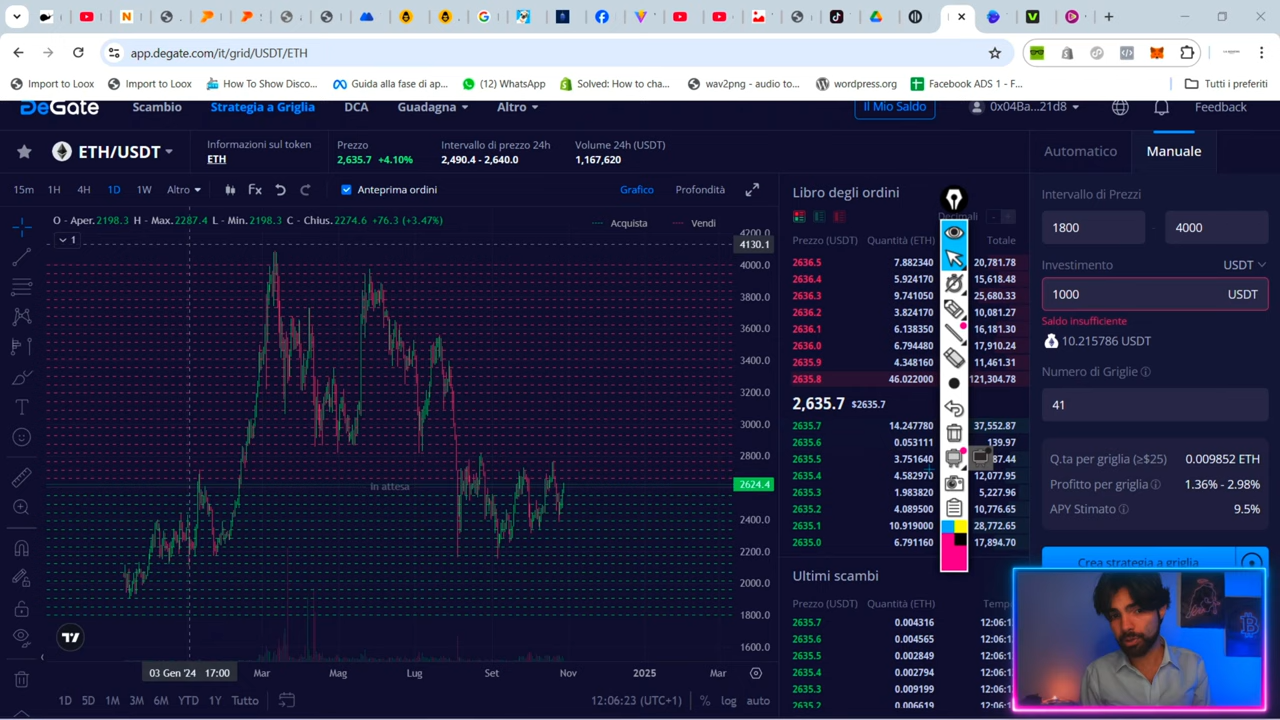 app.degate.com/it/grid/USDT/ETH
Import to Loox
Import to Loox
How To Show Disco...
Guida alla fase di ap...
(12) WhatsApp
Solved: How to cha...
wav2png - audio to...
wordpress.org
Facebook ADS 1 - F...
Tutti i preferiti
DeGate
Scambio
Strategia a Griglia
DCA
Guadagna
Altro
Il Mio Saldo
0x04Ba...21d8
Feedback
ETH/USDT
Informazioni sul token
ETH
Prezzo
2,635.7 +4.10%
Intervallo di prezzo 24h
2,490.4 - 2,640.0
Volume 24h (USDT)
1,167,620
15m 1H 4H 1D 1W Altro
Fx
Anteprima ordini
Grafico
Profondità
O - Aper.2198.3 H - Max.2287.4 L - Min.2198.3 C - Chius.2274.6 +76.3 (+3.47%)
Acquista
Vendi
1
4200.0
4130.1
4000.0
3800.0
3600.0
3400.0
3200.0
3000.0
2800.0
2624.4
2400.0
2200.0
2000.0
1800.0
1600.0
In attesa
03 Gen '24 17:00
Mar
Mag
Lug
Set
Nov
2025
Mar
1D 5D 1M 3M 6M YTD 1Y Tutto
12:06:23 (UTC+1)
% log auto
Libro degli ordini
Decimali
Prezzo (USDT) Quantità (ETH) Totale
2636.5 7.882340 20,781.78
2636.4 5.924170 15,618.48
2636.3 9.741050 25,680.33
2636.2 3.824170
2636.1 6.138350 16,181.30
2636.0 6.794480 17,910.24
2635.9 4.348160 11,461.31
2635.8 46.022000 121,304.78
2635.7 $2635.7
2,635.7 14.247780 37,552.87
2635.6 0.053111 139.97
2635.5 3.751640 87.44
2635.4 4.582970 12,077.95
2635.3 1.983820 5,227.96
2635.2 4.089500 10,776.65
2635.1 10.919000 28,772.65
2635.0 6.791160 17,894.70
Ultimi scambi
Prezzo (USDT) Quantità (ETH) Temp
2635.7 0.004316 12:06:1
2635.6 0.004565 12:06:1
2635.6 0.002849 12:06:1
2635.4 0.002794 12:06:1
2635.3 0.009199 12:06:1
2635.2 0.006619 12:06:1
Automatico
Manuale
Intervallo di Prezzi
1800 - 4000
Investimento
USDT
1000 USDT
Saldo insufficiente
10.215786 USDT
Numero di Griglie
41
Q.ta per griglia (≥$25) 0.009852 ETH
Profitto per griglia 1.36% - 2.98%
APY Stimato 9.5%
Crea strategia a griglia